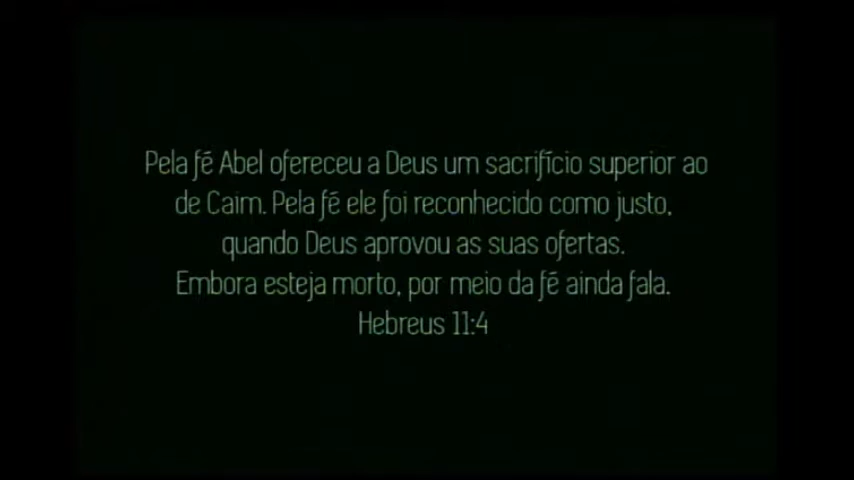 Pela fé Abel ofereceu a Deus um sacrifício superior ao
de Caim. Pela fé ele foi reconhecido como justo,
quando Deus aprovou as suas ofertas.
Embora esteja morto, por meio da fé ainda fala.
Hebreus 11:4